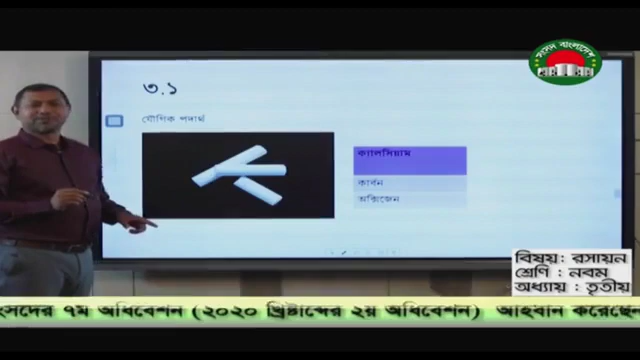 সংসদ বাংলাদেশ
৩.১
যৌগিক পদার্থ
ক্যালসিয়াম
কার্বন
অক্সিজেন
বিষয়: রসায়ন
শ্রেণি : নবম
অধ্যায় : তৃতীয়
ংসদের ৭ম অধিবেশন (২০২০ খ্রিষ্টাব্দের ২য় অধিবেশন) আহবান করেছেন